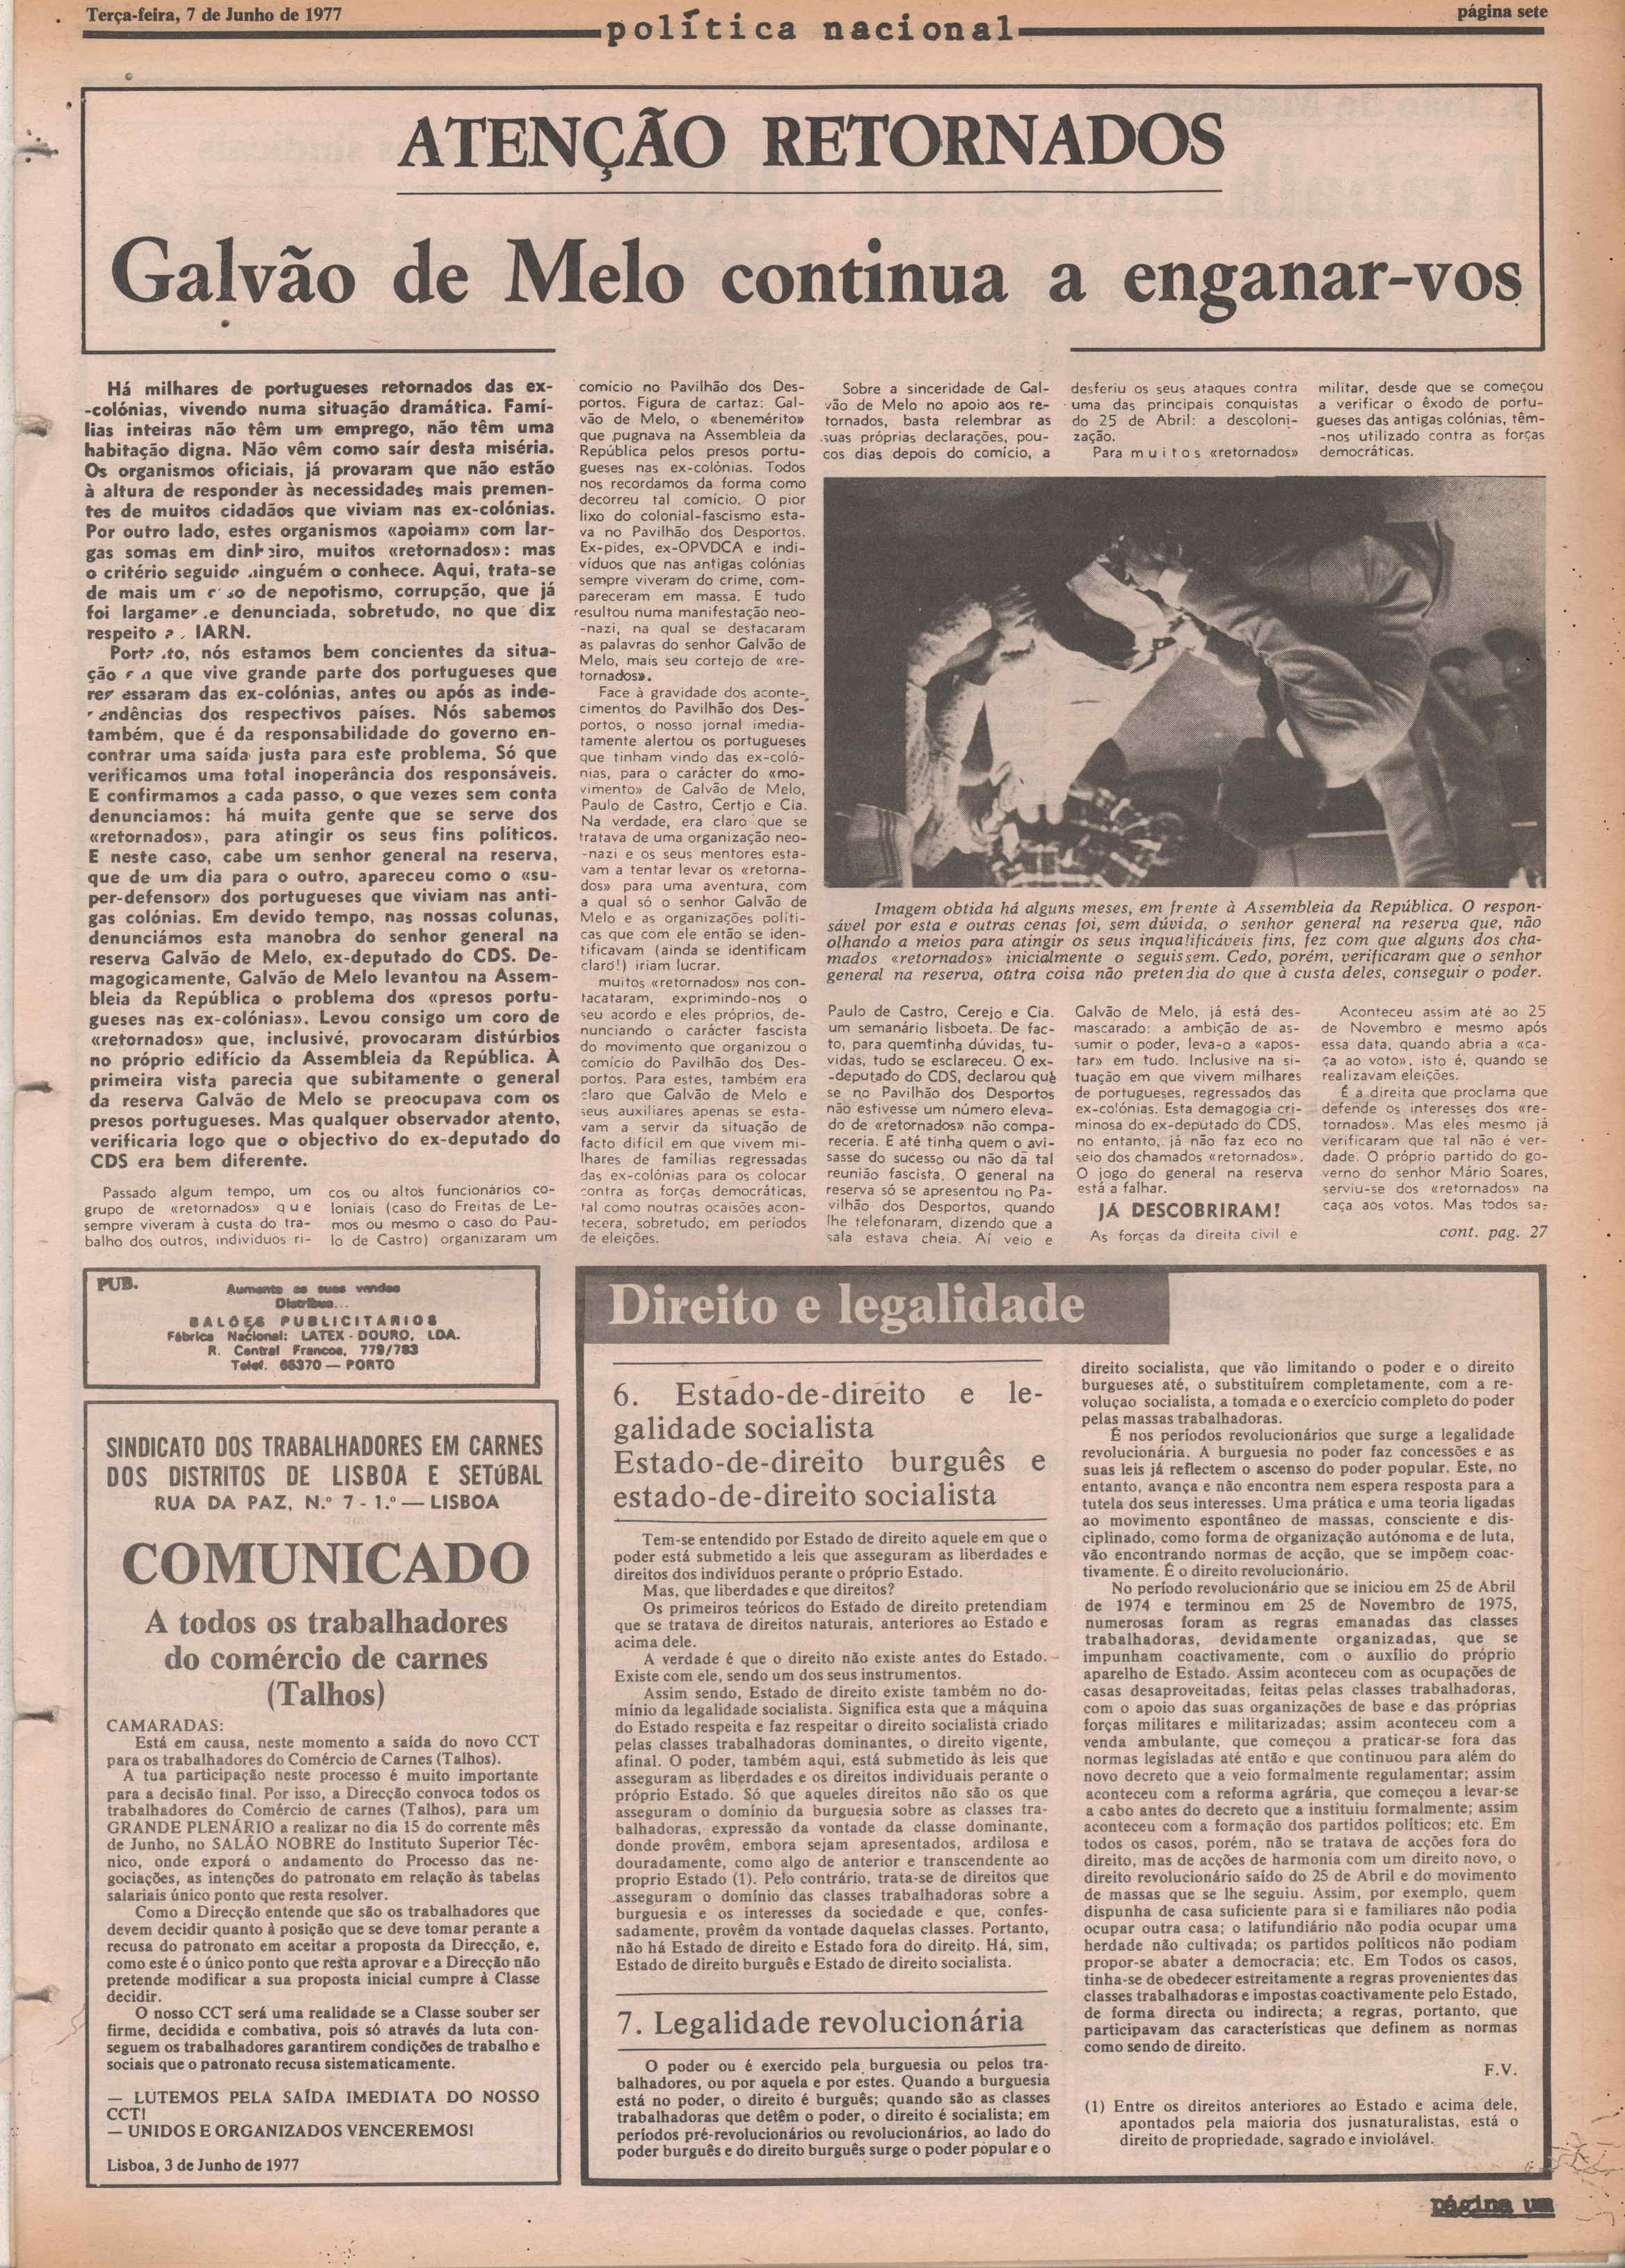 Terça-feira, 7 de Junho de 1977
política nacional
página sete
ATENÇÃO RETORNADOS
Galvão de Melo continua a enganar-vos
Há milhares de portugueses retornados das ex-
-colónias, vivendo numa situação dramática. Famí-
lias inteiras não têm um emprego, não têm uma
habitação digna. Não vêm como saír desta miséria.
Os organismos oficiais, já provaram que não estão
à altura de responder às necessidades mais premen-
tes de muitos cidadãos que viviam nas ex-colónias.
Por outro lado, estes organismos «apoiam» com lar-
gas somas em dinheiro, muitos «retornados»: mas
o critério seguido ninguém o conhece. Aqui, trata-se
de mais um caso de nepotismo, corrupção, que já
foi largamente denunciada, sobretudo, no que diz
respeito IARN.
Portanto, nós estamos bem concientes da situa-
ção em que vive grande parte dos portugueses que
regressaram das ex-colónias, antes ou após as inde-
pendências dos respectivos países. Nós sabemos
também, que é da responsabilidade do governo en-
contrar uma saída justa para este problema. Só que
verificamos uma total inoperância dos responsáveis.
E confirmamos a cada passo, o que vezes sem conta
denunciamos: há muita gente que se serve dos
«retornados», para atingir os seus fins políticos.
E neste caso, cabe um senhor general na reserva,
que de um dia para o outro, apareceu como o «su-
per-defensor» dos portugueses que viviam nas anti-
gas colónias. Em devido tempo, nas nossas colunas,
denunciámos esta manobra do senhor general na
reserva Galvão de Melo, ex-deputado do CDS. De-
magogicamente, Galvão de Melo levantou na Assem-
bleia da República o problema dos «presos portu-
gueses nas ex-colónias». Levou consigo um coro de
«retornados» que, inclusivé, provocaram distúrbios
no próprio edifício da Assembleia da República. À
primeira vista parecia que subitamente o general
da reserva Galvão de Melo se preocupava com os
presos portugueses. Mas qualquer observador atento,
verificaria logo que o objectivo do ex-deputado do
CDS era bem diferente.
Passado algum tempo, um
grupo de «retornados» que
sempre viveram à custa do tra-
balho dos outros, indivíduos ri-
cos ou altos funcionários co-
loniais (caso do Freitas de Le-
mos ou mesmo o caso do Pau-
lo de Castro) organizaram um
comício no Pavilhão dos Des-
portos. Figura de cartaz: Gal-
vão de Melo, o «benemérito»
que pugnava na Assembleia da
República pelos presos portu-
gueses nas ex-colónias. Todos
nos recordamos da forma como
decorreu tal comício. O pior
lixo do colonial-fascismo esta-
va no Pavilhão dos Desportos.
Ex-pides, ex-OPVDCA e indi-
víduos que nas antigas colónias
sempre viveram do crime, com-
pareceram em massa. E tudo
resultou numa manifestação neo-
-nazi, na qual se destacaram
as palavras do senhor Galvão de
Melo, mais seu cortejo de «re-
tornados».
Face à gravidade dos aconte-
cimentos do Pavilhão dos Des-
portos, o nosso jornal imedia-
tamente alertou os portugueses
que tinham vindo das ex-coló-
nias, para o carácter do «mo-
vimento» de Galvão de Melo,
Paulo de Castro, Certjo e Cia.
Na verdade, era claro que se
tratava de uma organização neo-
-nazi e os seus mentores esta-
vam a tentar levar os «retorna-
dos» para uma aventura, com
a qual só o senhor Galvão de
Melo e as organizações políti-
cas que com ele então se iden-
tificavam (ainda se identificam
claro!) iriam lucrar.
muitos «retornados» nos con-
tacataram, exprimindo-nos o
seu acordo e eles próprios, de-
nunciando o carácter fascista
do movimento que organizou o
comício do Pavilhão dos Des-
portos. Para estes, também era
claro que Galvão de Melo e
seus auxiliares apenas se esta-
vam a servir da situação de
facto difícil em que vivem mi-
lhares de famílias regressadas
das ex-colónias para os colocar
contra as forças democráticas,
tal como noutras ocaisões acon-
tecera, sobretudo, em períodos
de eleições.
Sobre a sinceridade de Gal-
vão de Melo no apoio aos re-
tornados, basta relembrar as
suas próprias declarações, pou-
cos dias depois do comício, a
desferiu os seus ataques contra
uma das principais conquistas
do 25 de Abril: a descoloni-
zação.
Para muitos «retornados»
militar, desde que se começou
a verificar o êxodo de portu-
gueses das antigas colónias, têm-
-nos utilizado contra as forças
democráticas.
Imagem obtida há alguns meses, em frente à Assembleia da República. O respon-
sável por esta e outras cenas foi, sem dúvida, o senhor general na reserva que, não
olhando a meios para atingir os seus inqualificáveis fins, fez com que alguns dos cha-
mados «retornados» inicialmente o seguissem. Cedo, porém, verificaram que o senhor
general na reserva, outra coisa não pretendia do que à custa deles, conseguir o poder.
Paulo de Castro, Cerejo e Cia.
um semanário lisboeta. De fac-
to, para quemtinha dúvidas, tu-
vidas, tudo se esclareceu. O ex-
-deputado do CDS, declarou que
se no Pavilhão dos Desportos
não estivesse um número eleva-
do de «retornados» não compa-
receria. E até tinha quem o avi-
sasse do sucesso ou não dã tal
reunião fascista. O general na
reserva só se apresentou no Pa-
vilhão dos Desportos, quando
lhe telefonaram, dizendo que a
sala estava cheia. Aí veio e
Galvão de Melo, já está des-
mascarado: a ambição de as-
sumir o poder, leva-o a «apos-
tar» em tudo. Inclusive na si-
tuação em que vivem milhares
de portugueses, regressados das
ex-colónias. Esta demagogia cri-
minosa do ex-deputado do CDS,
no entanto, já não faz eco no
seio dos chamados «retornados».
O jogo do general na reserva
está a falhar.
JÁ DESCOBRIRAM!
As forças da direita civil e
Aconteceu assim até ao 25
de Novembro e mesmo após
essa data, quando abria a «ca-
ça ao voto», isto é, quando se
realizavam eleições.
É a direita que proclama que
defende os interesses dos «re-
tornados». Mas eles mesmo já
verificaram que tal não é ver-
dade. O próprio partido do go-
verno do senhor Mário Soares,
serviu-se dos «retornados» na
caça aos votos. Mas todos sa-
cont. pag. 27
PUB.
Aumente as suas vendas
Distribua...
BALÕES PUBLICITARIOS
Fábrica Nacional: LATEX - DOURO, LDA.
R. Central Francos, 779/783
Telef. 65370 — PORTO
SINDICATO DOS TRABALHADORES EM CARNES
DOS DISTRITOS DE LISBOA E SETÚBAL
RUA DA PAZ, N.º 7 - 1.º — LISBOA
COMUNICADO
A todos os trabalhadores
do comércio de carnes
(Talhos)
CAMARADAS:
Está em causa, neste momento a saída do novo CCT
para os trabalhadores do Comércio de Carnes (Talhos).
A tua participação neste processo é muito importante
para a decisão final. Por isso, a Direcção convoca todos os
trabalhadores do Comércio de carnes (Talhos), para um
GRANDE PLENÁRIO a realizar no dia 15 do corrente mês
de Junho, no SALÃO NOBRE do Instituto Superior Téc-
nico, onde exporá o andamento do Processo das ne-
gociações, as intenções do patronato em relação às tabelas
salariais único ponto que resta resolver.
Como a Direcção entende que são os trabalhadores que
devem decidir quanto à posição que se deve tomar perante a
recusa do patronato em aceitar a proposta da Direcção, e,
como este é o único ponto que resta aprovar e a Direcção não
pretende modificar a sua proposta inicial cumpre à Classe
decidir.
O nosso CCT será uma realidade se a Classe souber ser
firme, decidida e combativa, pois só através da luta con-
seguem os trabalhadores garantirem condições de trabalho e
sociais que o patronato recusa sistematicamente.
— LUTEMOS PELA SAÍDA IMEDIATA DO NOSSO
CCT!
— UNIDOS E ORGANIZADOS VENCEREMOS!
Lisboa, 3 de Junho de 1977
Direito e legalidade
6. Estado-de-direito e le-
galidade socialista
Estado-de-direito burguês e
estado-de-direito socialista
Tem-se entendido por Estado de direito aquele em que o
poder está submetido a leis que asseguram as liberdades e
direitos dos indivíduos perante o próprio Estado.
Mas, que liberdades e que direitos?
Os primeiros teóricos do Estado de direito pretendiam
que se tratava de direitos naturais, anteriores ao Estado e
acima dele.
A verdade é que o direito não existe antes do Estado.
Existe com ele, sendo um dos seus instrumentos.
Assim sendo, Estado de direito existe também no do-
mínio da legalidade socialista. Significa esta que a máquina
do Estado respeita e faz respeitar o direito socialista criado
pelas classes trabalhadoras dominantes, o direito vigente,
afinal. O poder, também aqui, está submetido às leis que
asseguram as liberdades e os direitos individuais perante o
próprio Estado. Só que aqueles direitos não são os que
asseguram o domínio da burguesia sobre as classes tra-
balhadoras, expressão da vontade da classe dominante,
donde provêm, embora sejam apresentados, ardilosa e
douradamente, como algo de anterior e transcendente ao
proprio Estado (1). Pelo contrário, trata-se de direitos que
asseguram o domínio das classes trabalhadoras sobre a
burguesia e os interesses da sociedade e que, confes-
sadamente, provêm da vontade daquelas classes. Portanto,
não há Estado de direito e Estado fora do direito. Há, sim,
Estado de direito burguês e Estado de direito socialista.
7. Legalidade revolucionária
O poder ou é exercido pela burguesia ou pelos tra-
balhadores, ou por aquela e por estes. Quando a burguesia
está no poder, o direito é burguês; quando são as classes
trabalhadoras que detêm o poder, o direito é socialista; em
períodos pré-revolucionários ou revolucionários, ao lado do
poder burguês e do direito burguês surge o poder popular e o
direito socialista, que vão limitando o poder e o direito
burgueses até, o substituírem completamente, com a re-
voluçao socialista, a tomada e o exercício completo do poder
pelas massas trabalhadoras.
É nos períodos revolucionários que surge a legalidade
revolucionária. A burguesia no poder faz concessões e as
suas leis já reflectem o ascenso do poder popular. Este, no
entanto, avança e não encontra nem espera resposta para a
tutela dos seus interesses. Uma prática e uma teoria ligadas
ao movimento espontâneo de massas, consciente e dis-
ciplinado, como forma de organização autónoma e de luta,
vão encontrando normas de acção, que se impõem coac-
tivamente. É o direito revolucionário.
No período revolucionário que se iniciou em 25 de Abril
de 1974 e terminou em 25 de Novembro de 1975,
numerosas foram as regras emanadas das classes
trabalhadoras, devidamente organizadas, que se
impunham coactivamente, com o auxílio do próprio
aparelho de Estado. Assim aconteceu com as ocupações de
casas desaproveitadas, feitas pelas classes trabalhadoras,
com o apoio das suas organizações de base e das próprias
forças militares e militarizadas; assim aconteceu com a
venda ambulante, que começou a praticar-se fora das
normas legisladas até então e que continuou para além do
novo decreto que a veio formalmente regulamentar; assim
aconteceu com a reforma agrária, que começou a levar-se
a cabo antes do decreto que a instituiu formalmente; assim
aconteceu com a formação dos partidos políticos; etc. Em
todos os casos, porém, não se tratava de acções fora do
direito, mas de acções de harmonia com um direito novo, o
direito revolucionário saído do 25 de Abril e do movimento
de massas que se lhe seguiu. Assim, por exemplo, quem
dispunha de casa suficiente para si e familiares não podia
ocupar outra casa; o latifundiário não podia ocupar uma
herdade não cultivada; os partidos políticos não podiam
propor-se abater a democracia; etc. Em Todos os casos,
tinha-se de obedecer estreitamente a regras provenientes das
classes trabalhadoras e impostas coactivamente pelo Estado,
de forma directa ou indirecta; a regras, portanto, que
participavam das características que definem as normas
como sendo de direito.
F.V.
(1) Entre os direitos anteriores ao Estado e acima dele,
apontados pela maioria dos jusnaturalistas, está o
direito de propriedade, sagrado e inviolável.
página um